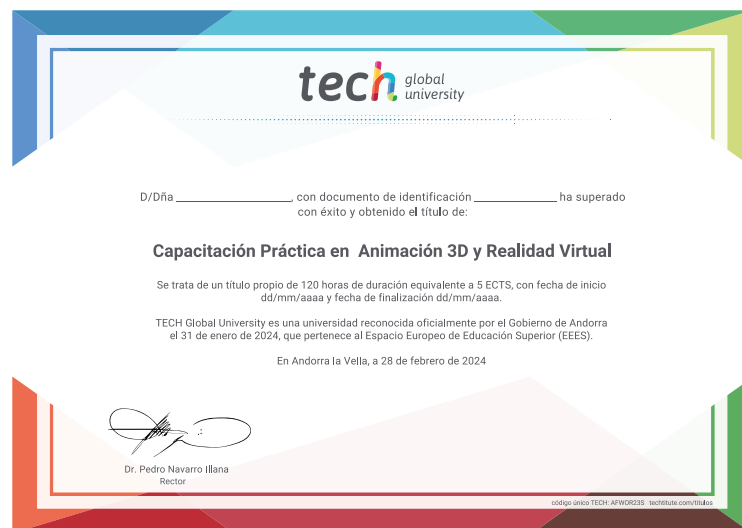 tech global university
D/Dña ____________, con documento de identificación ____________ ha superado
con éxito y obtenido el título de:
Capacitación Práctica en Animación 3D y Realidad Virtual
Se trata de un título propio de 120 horas de duración equivalente a 5 ECTS, con fecha de inicio
dd/mm/aaaa y fecha de finalización dd/mm/aaaa.
TECH Global University es una universidad reconocida oficialmente por el Gobierno de Andorra
el 31 de enero de 2024, que pertenece al Espacio Europeo de Educación Superior (EEES).
En Andorra la Vella, a 28 de febrero de 2024
Dr. Pedro Navarro Illana
Rector
código único TECH: AFWOR23S techtitute.com/titulos